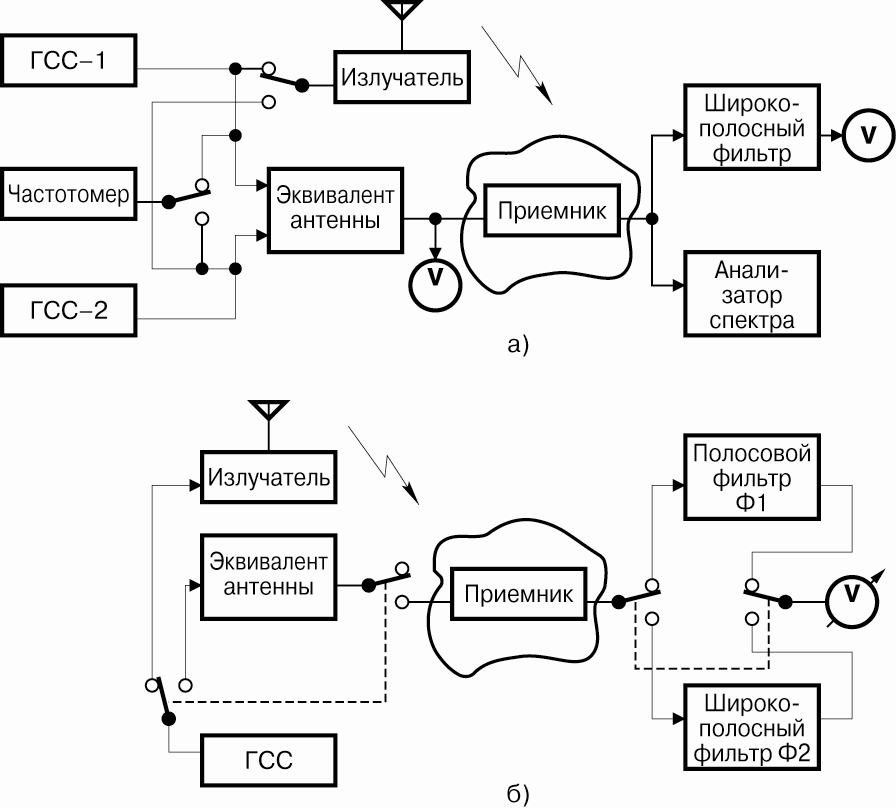 ГСС–1
Излучатель
Широко-
полосный
фильтр
V
Частотомер
Эквивалент
антенны
Приемник
V
Анали-
затор
спектра
ГСС–2
а)
Излучатель
Полосовой
фильтр
Ф1
Эквивалент
антенны
Приемник
V
Широко-
полосный
фильтр Ф2
ГСС
б)